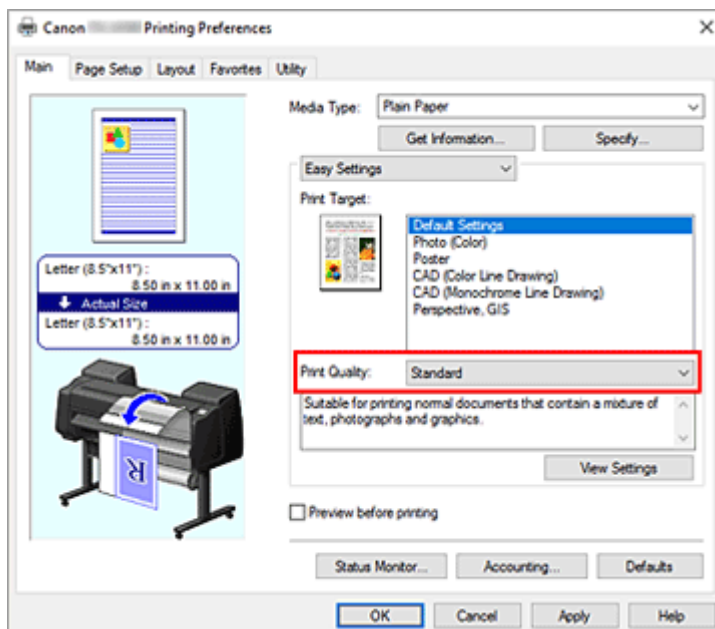 Canon Printing Preferences
Main Page Setup Layout Favorites Utility
Media Type: Plain Paper
Get Information... Specify...
Easy Settings
Print Target:
Default Settings
Photo (Color)
Poster
CAD (Color Line Drawing)
CAD (Monochrome Line Drawing)
Perspective, GIS
Letter (8.5"x11") :
8.50 in x 11.00 in
Actual Size
Letter (8.5"x11") :
8.50 in x 11.00 in
Print Quality: Standard
Suitable for printing normal documents that contain a mixture of
text, photographs and graphics.
R
View Settings
Preview before printing
Status Monitor... Accounting... Defaults
OK Cancel Apply Help